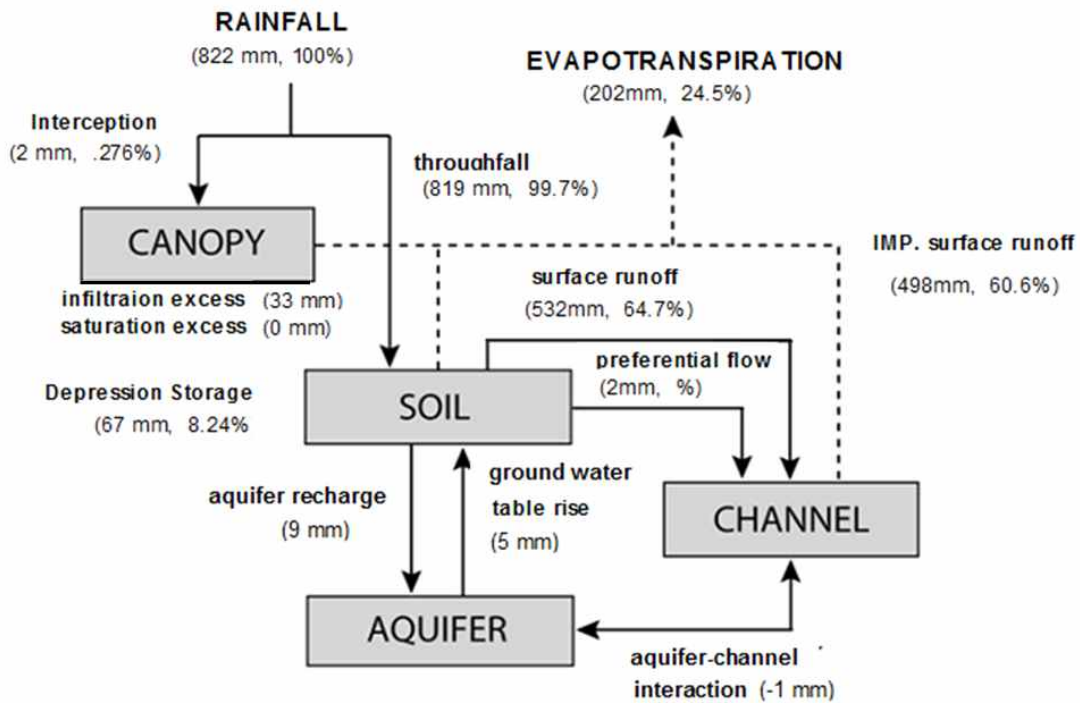 RAINFALL
(822 mm, 100%)
EVAPOTRANSPIRATION
(202mm, 24.5%)
Interception
(2 mm, .276%)
throughfall
(819 mm, 99.7%)
CANOPY
IMP. surface runoff
(498mm, 60.6%)
infiltraion excess (33 mm)
saturation excess (0 mm)
surface runoff
(532mm, 64.7%)
preferential flow
(2mm, %)
Depression Storage
(67 mm, 8.24%
SOIL
aquifer recharge
(9 mm)
ground water
table rise
(5 mm)
CHANNEL
AQUIFER
aquifer-channel
interaction (-1 mm)